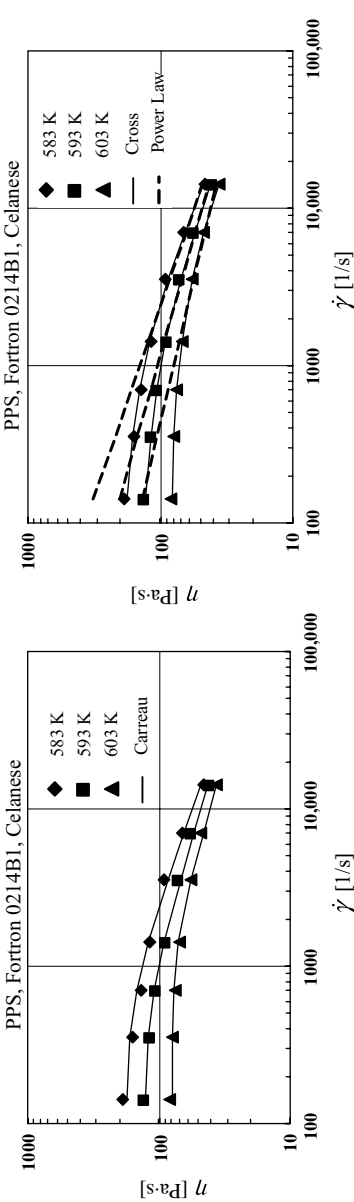 PPS, Fortron 0214B1, Celanese
1000
100
10
η [Pa·s]
583 K
593 K
603 K
Carreau
100
1000
10,000
100,000
γ̇ [1/s]
PPS, Fortron 0214B1, Celanese
1000
100
10
η [Pa·s]
583 K
593 K
603 K
Cross
Power Law
100
1000
10,000
100,000
γ̇ [1/s]